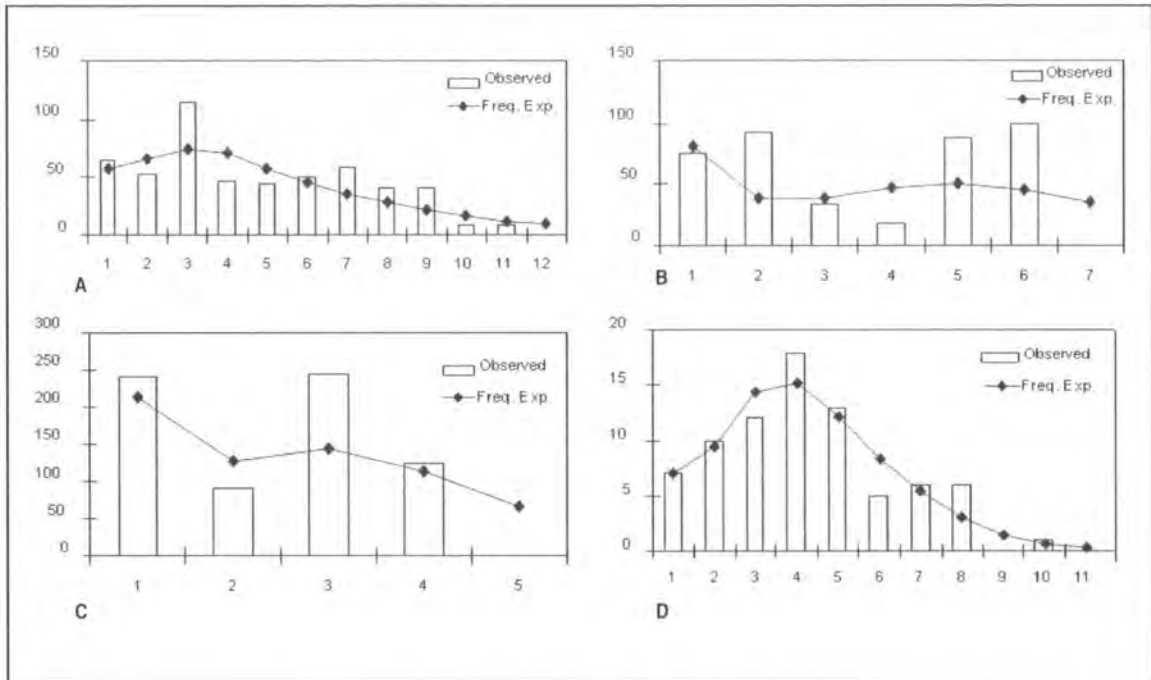 150
100
50
0
Observed
Freq. Exp.
1 2 3 4 5 6 7 8 9 10 11 12
A
150
100
50
0
Observed
Freq. Exp.
1 2 3 4 5 6 7
B
300
250
200
150
100
50
0
Observed
Freq. Exp.
1 2 3 4 5
C
20
15
10
5
0
Observed
Freq. Exp.
1 2 3 4 5 6 7 8 9 10 11
D